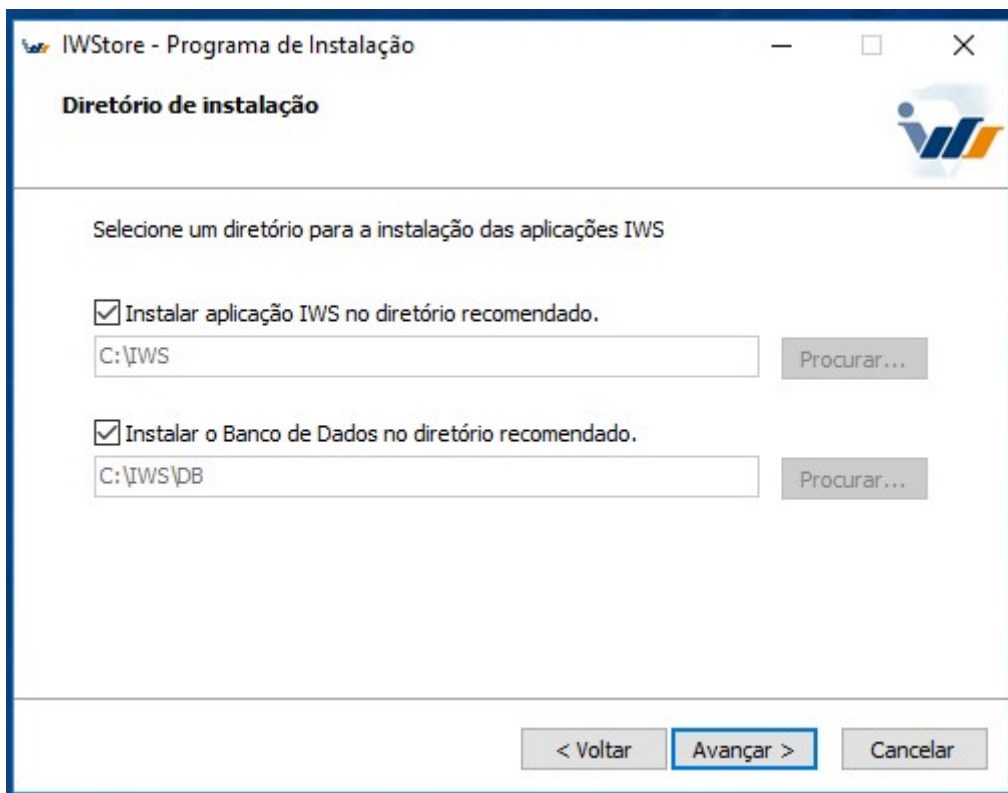 IWStore - Programa de Instalação
Diretório de instalação
iws
Selecione um diretório para a instalação das aplicações IWS
Instalar aplicação IWS no diretório recomendado.
C:\IWS
Procurar...
Instalar o Banco de Dados no diretório recomendado.
C:\IWS\DB
Procurar...
< Voltar
Avançar >
Cancelar